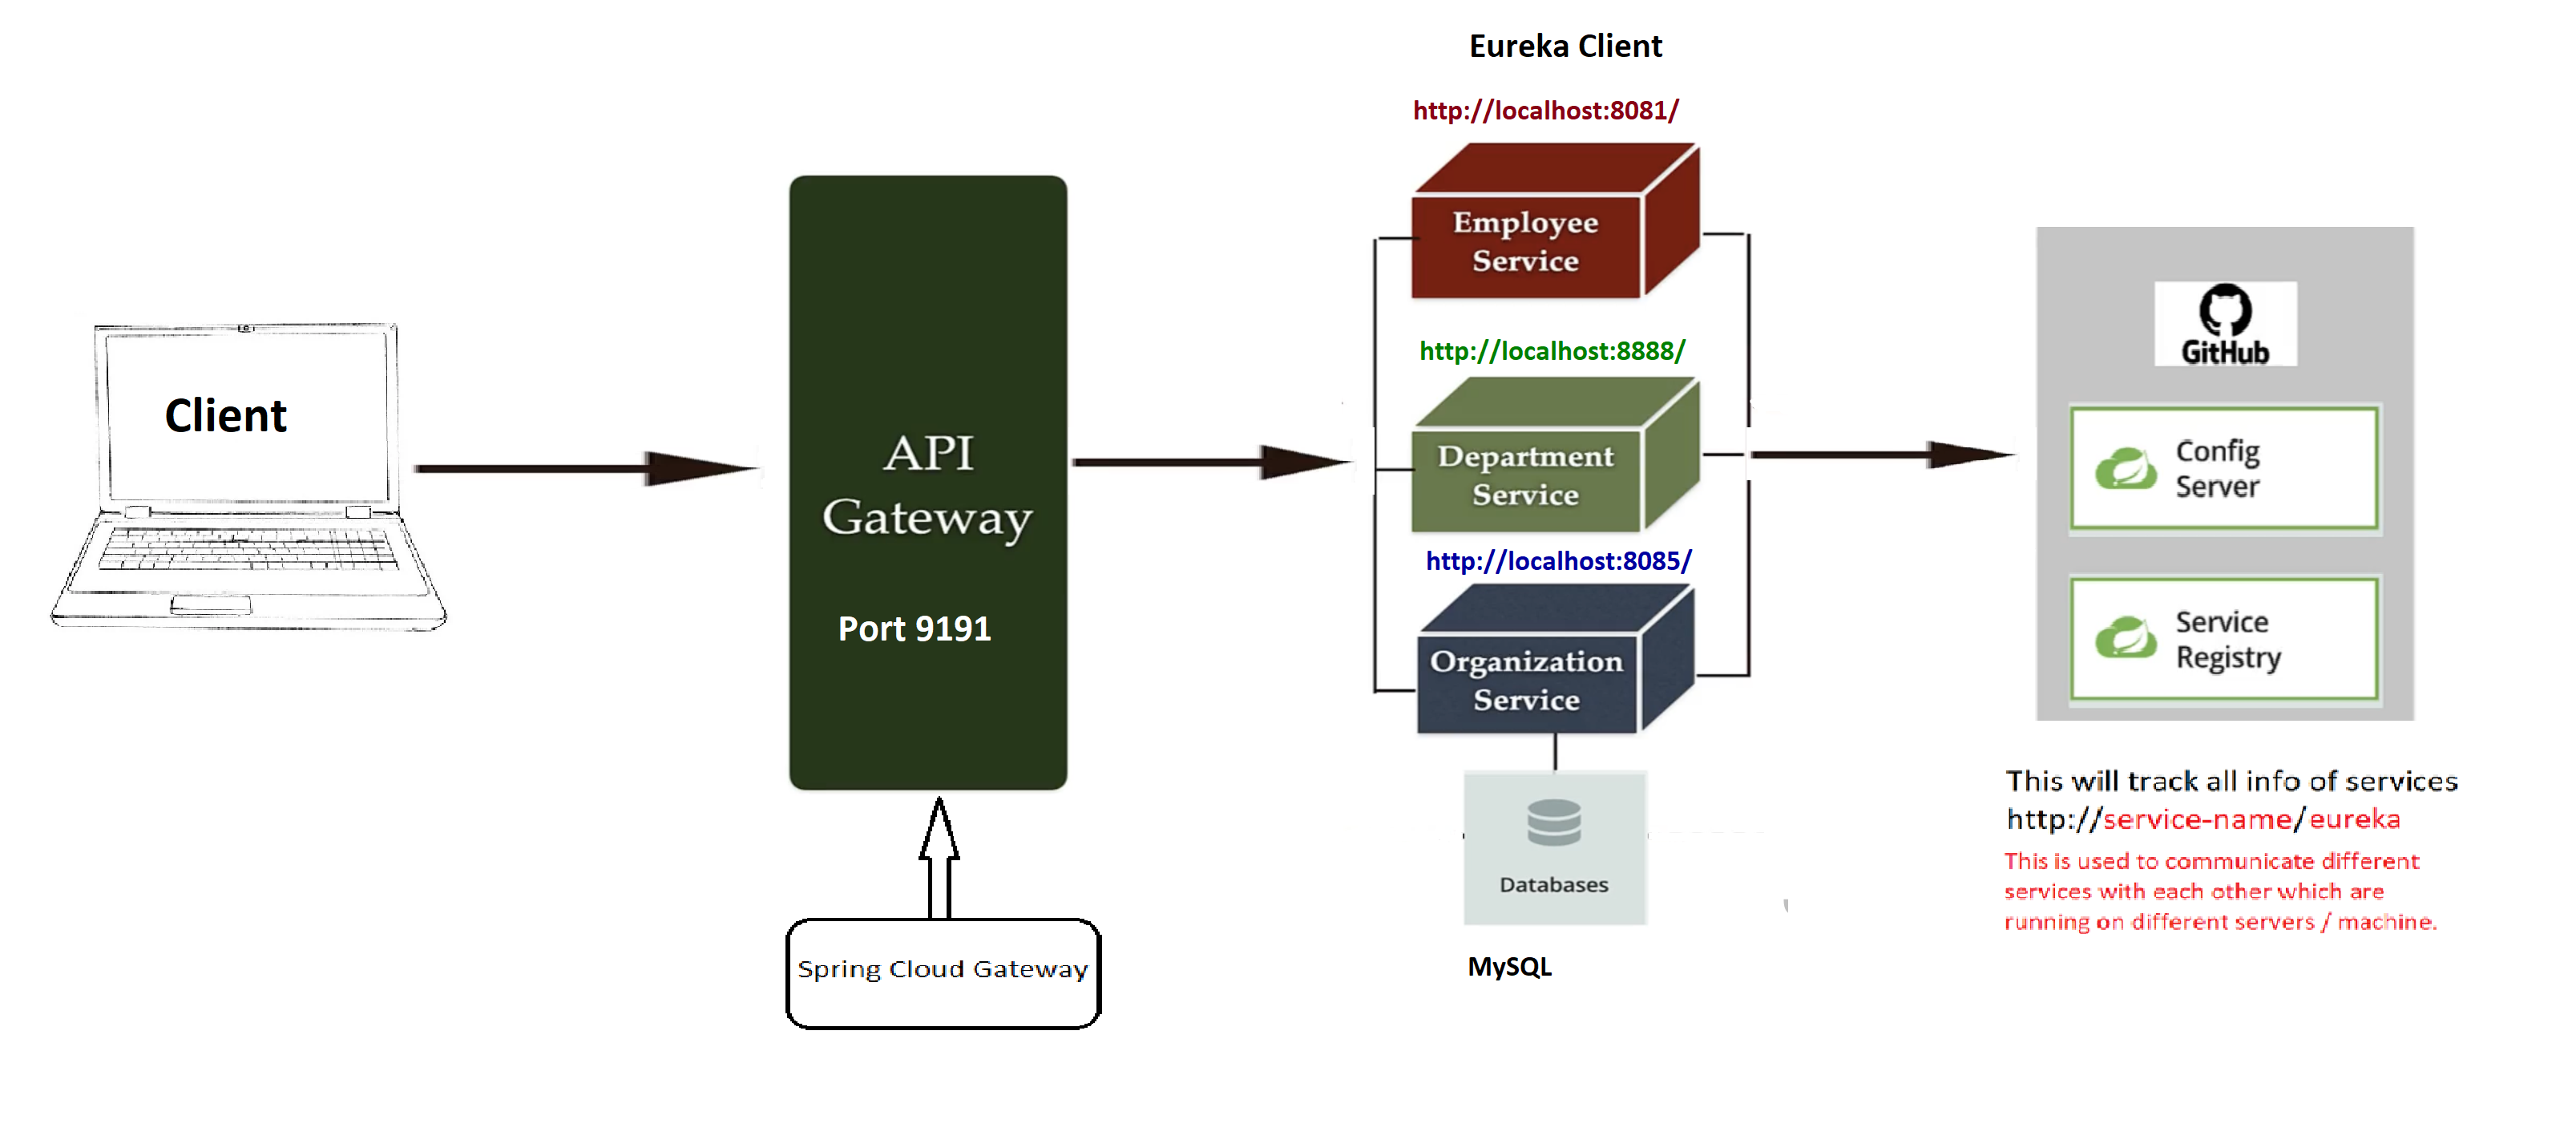 Client
API
Gateway
Port 9191
Spring Cloud Gateway
Eureka Client
http://localhost:8081/
Employee
Service
http://localhost:8888/
Department
Service
http://localhost:8085/
Organization
Service
Databases
MySQL
GitHub
Config
Server
Service
Registry
This will track all info of services
http://service-name/eureka
This is used to communicate different
services with each other which are
running on different servers / machine.